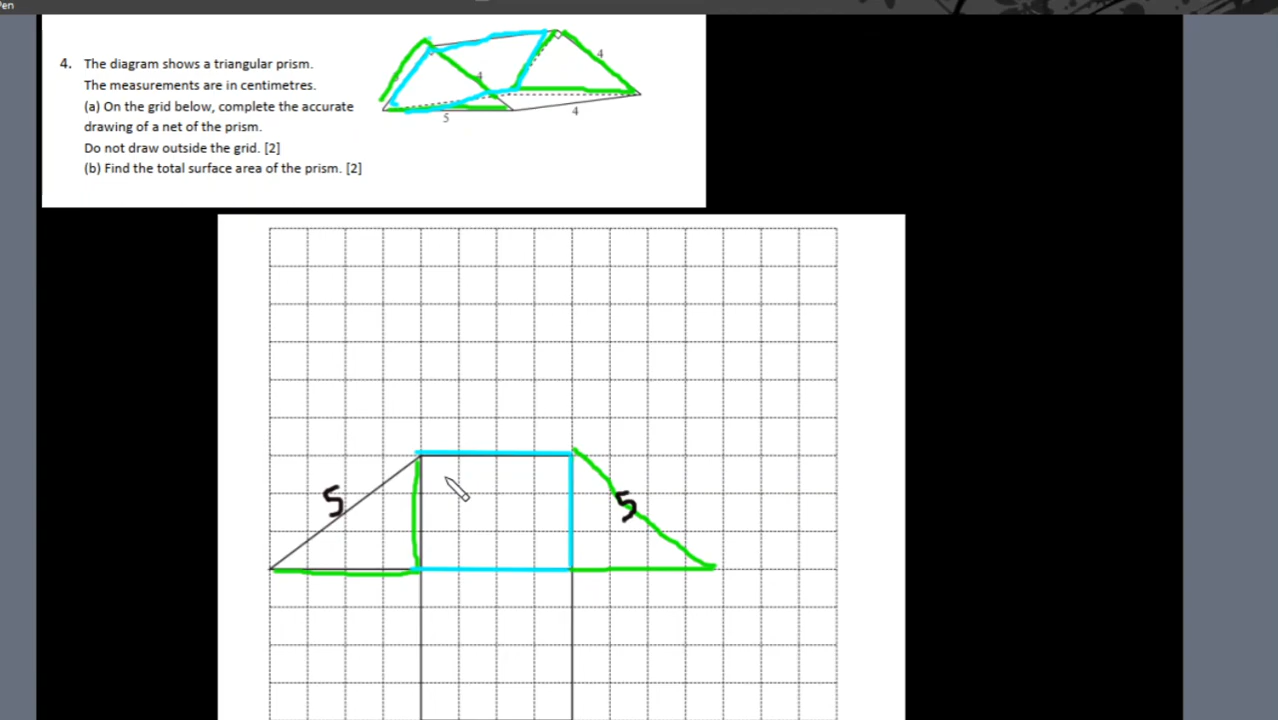 Pen
4. The diagram shows a triangular prism.
The measurements are in centimetres.
(a) On the grid below, complete the accurate
drawing of a net of the prism.
Do not draw outside the grid. [2]
(b) Find the total surface area of the prism. [2]
4
4
5
4
5
5